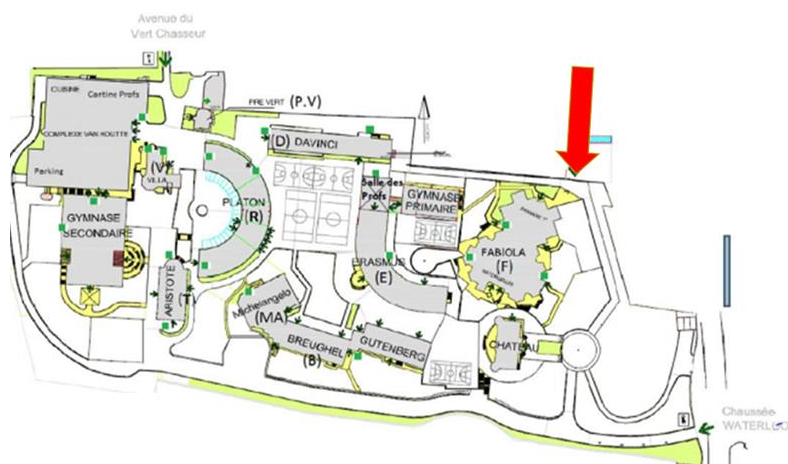 Avenue du
Vert Chasseur
CUISINE
Cantine Profs
COMPLEXE VAN HOUTTE
Parking
(V)
VILLA
PRE VERT (P.V)
(D) DAVINCI
GYMNASE
SECONDAIRE
PLATON
(R)
Salle des
Profs
GYMNASE
PRIMAIRE
ERASMUS
(E)
FABIOLA
(F)
MATERNELLES
ARISTOTE
Michelangelo
(MA)
BREUGHEL
(B)
GUTENBERG
CHATEAU
Chaussée
WATERLOO